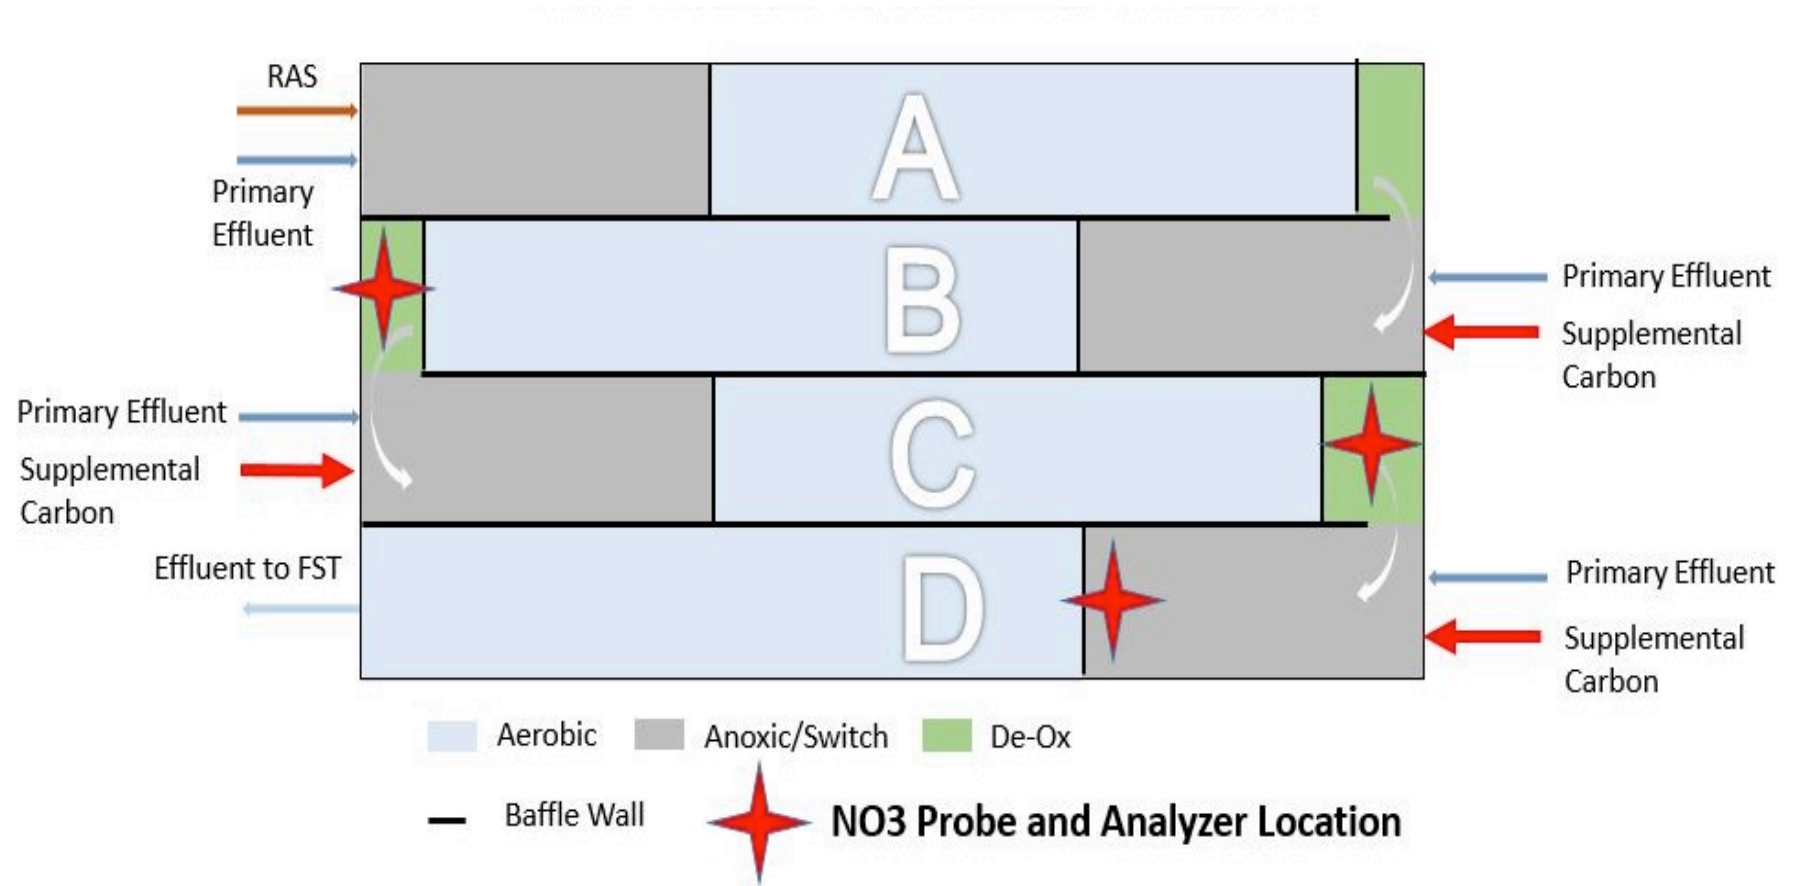 RAS
Primary
Effluent
A
B
Primary Effluent
Supplemental
Carbon
Primary Effluent
Supplemental
Carbon
C
Effluent to FST
D
Primary Effluent
Supplemental
Carbon
Aerobic
Anoxic/Switch
De-Ox
Baffle Wall
NO3 Probe and Analyzer Location